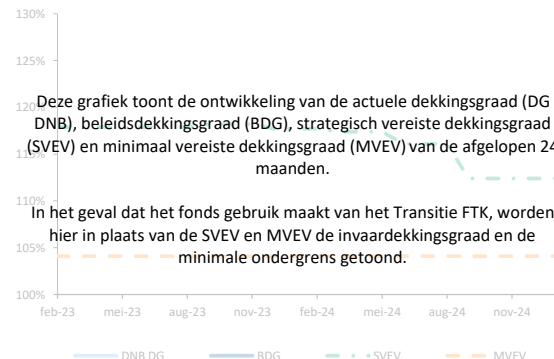 130%
125%
120%
Deze grafiek toont de ontwikkeling van de actuele dekkingsgraad (DG
DNB), beleidsdekkingsgraad (BDG), strategisch vereiste dekkingsgraad
(SVEV) en minimaal vereiste dekkingsgraad (MVEV) van de afgelopen 24
115%
maanden.
110%
In het geval dat het fonds gebruik maakt van het Transitie FTK, worden
hier in plaats van de SVEV en MVEV de invaardekkingsgraad en de
105%
minimale ondergrens getoond.
100%
feb-23 mei-23 aug-23 nov-23 feb-24 mei-24 aug-24 nov-24
DNB DG BDG SVEV MVEV